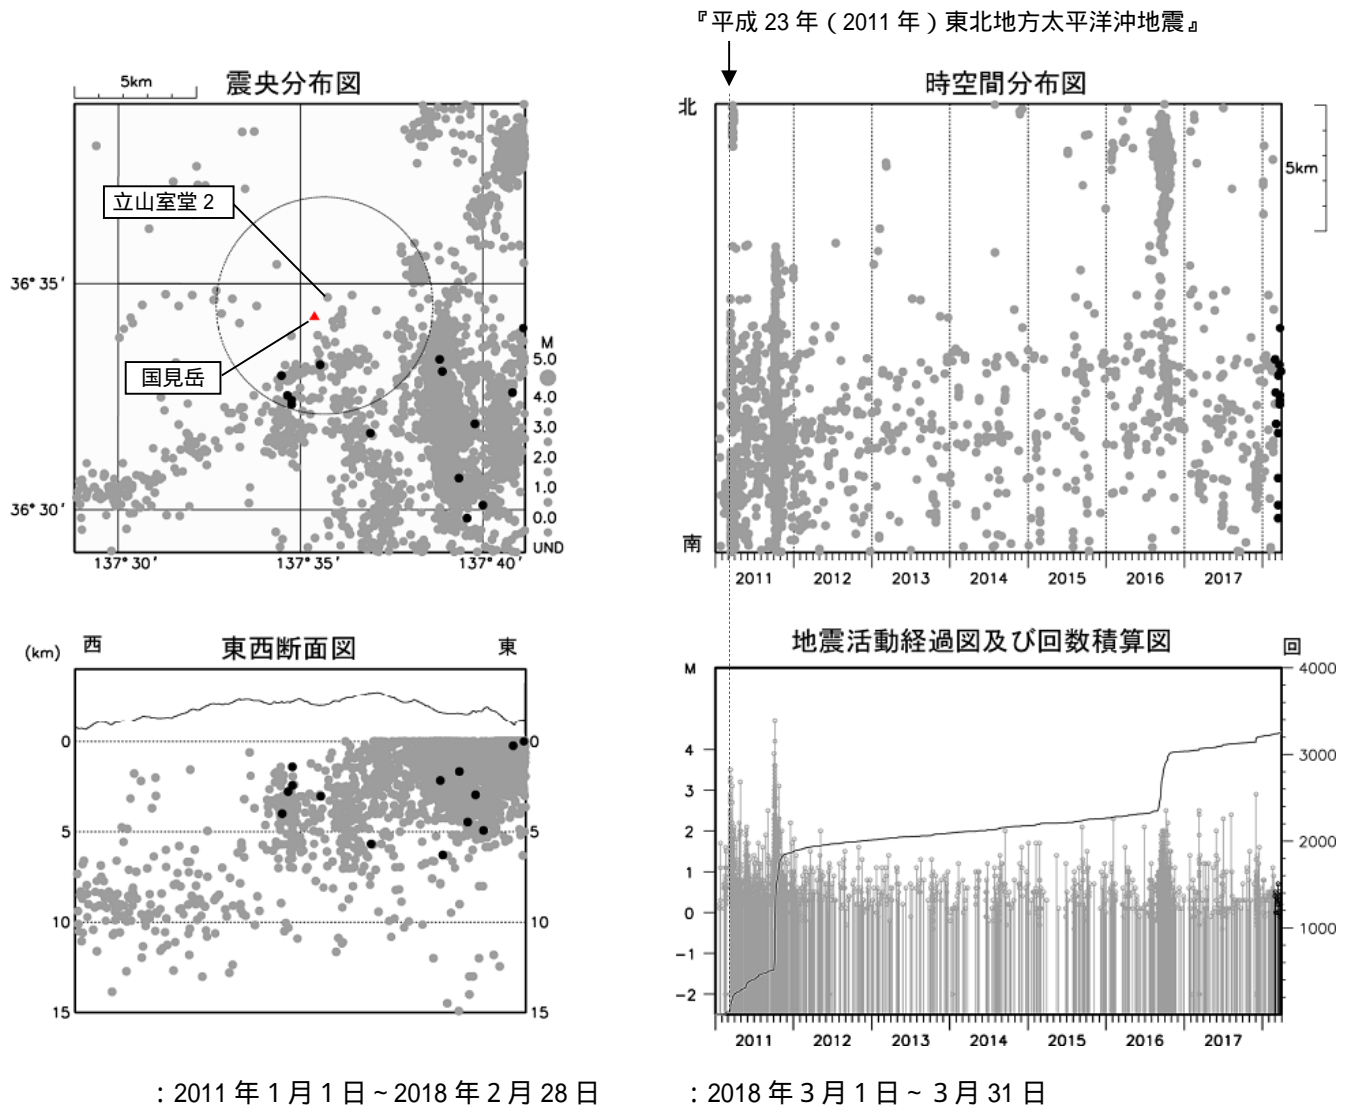 『平成 23 年（2011 年）東北地方太平洋沖地震』
5km
震央分布図
立山室堂 2
国見岳
36° 35′
36° 30′
137° 30′
137° 35′
137° 40′
M
5.0
4.0
3.0
2.0
1.0
0.0
UND
時空間分布図
北
南
5km
2011 2012 2013 2014 2015 2016 2017
東西断面図
(km)
西
東
0
0
5
5
10
10
15
15
地震活動経過図及び回数積算図
M
回
4
3
2
1
0
-1
-2
4000
3000
2000
1000
2011 2012 2013 2014 2015 2016 2017
：2011 年 1 月 1 日～2018 年 2 月 28 日
：2018 年 3 月 1 日～ 3 月 31 日